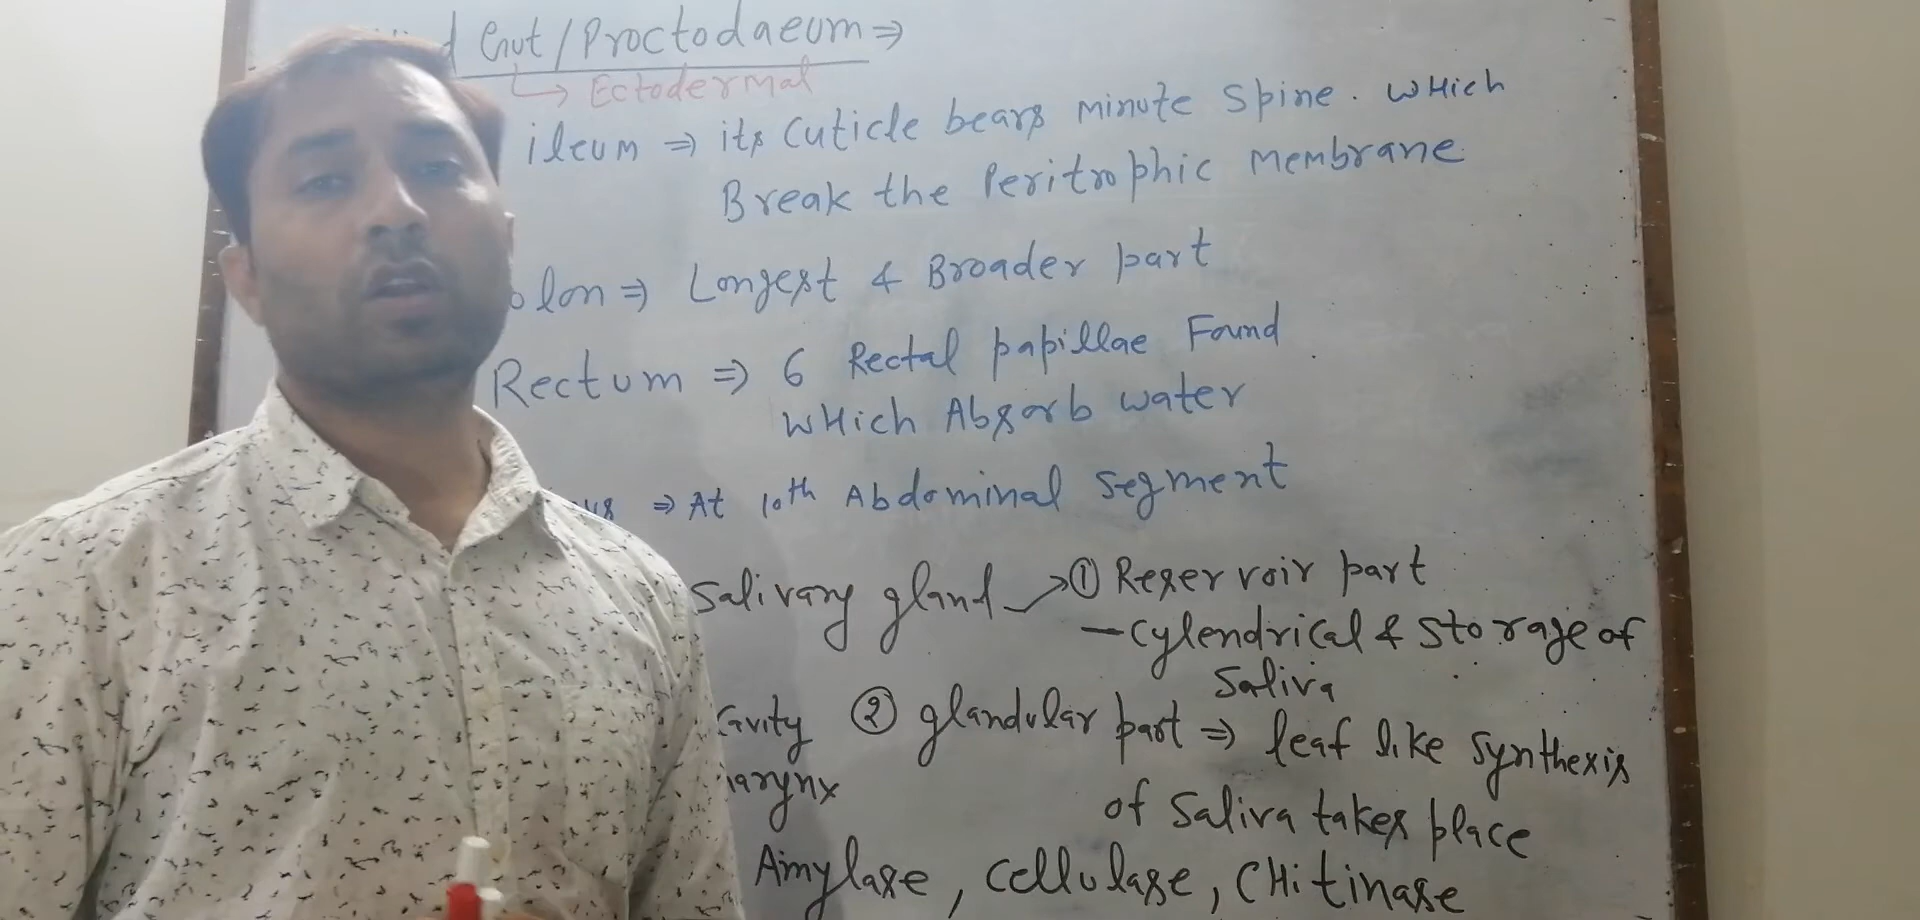 Gut / Proctodaeum ⇒
↳ Ectodermal
ileum ⇒ its cuticle bears minute spine. which
Break the Peritrophic Membrane
olon ⇒ Longest & Broader part
Rectum ⇒ 6 Rectal papillae Found
which Absorb water
us ⇒ At 10th Abdominal segment
Salivary gland → ① Reservoir part
– cylendrical & storage of
Saliva
② glandular part ⇒ leaf like synthesis
cavity
arynx
of saliva takes place
Amylase, Cellulase, CHitinase